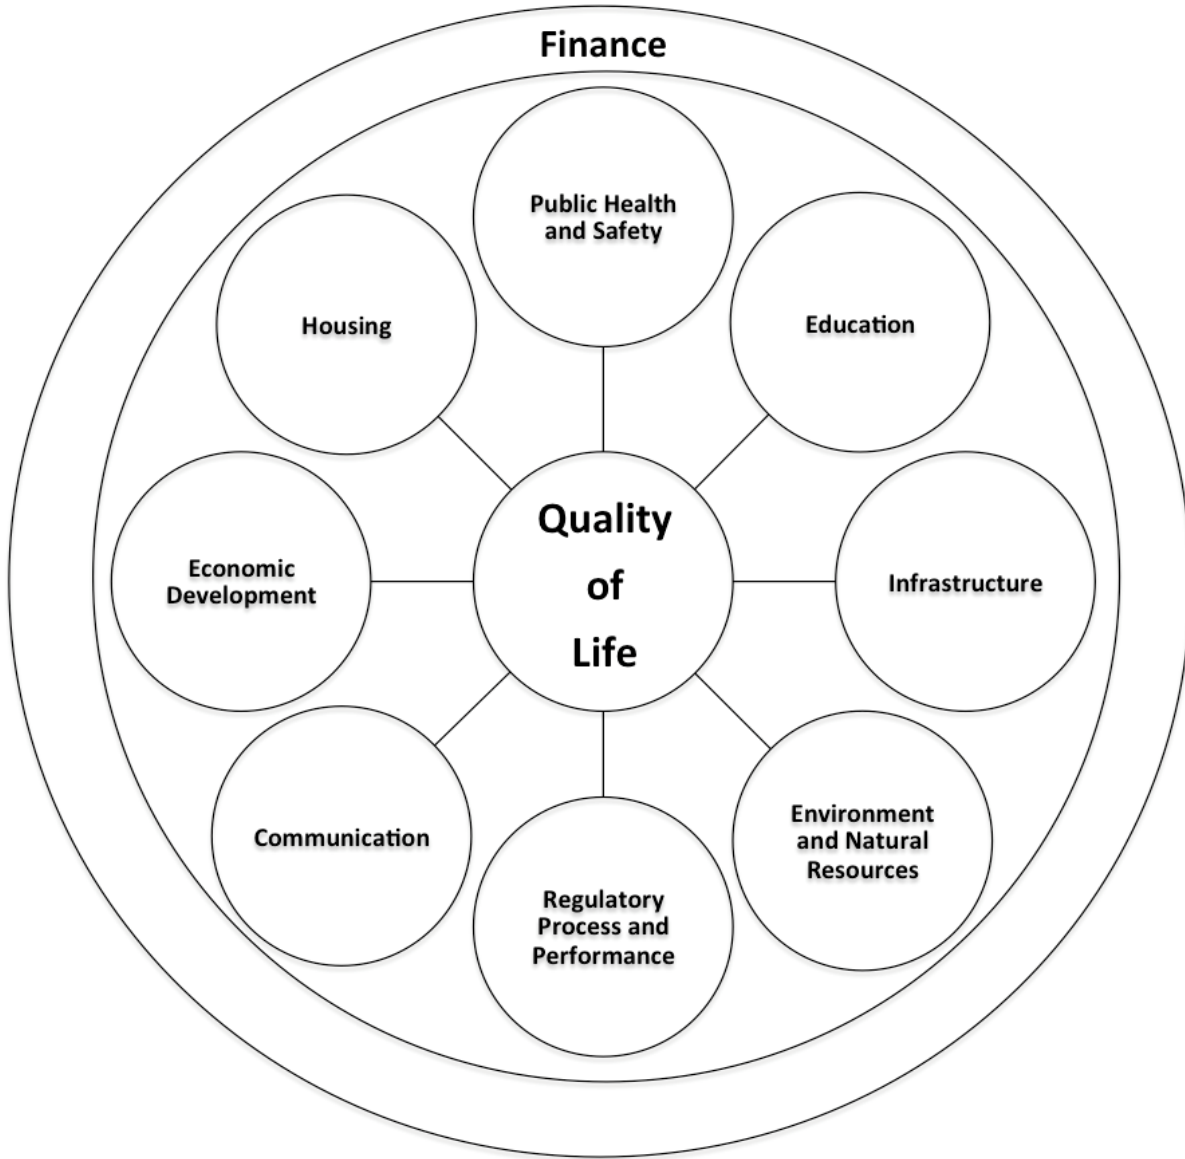 Finance
Public Health
and Safety
Housing
Education
Quality
of
Life
Economic
Development
Infrastructure
Communication
Environment
and Natural
Resources
Regulatory
Process and
Performance